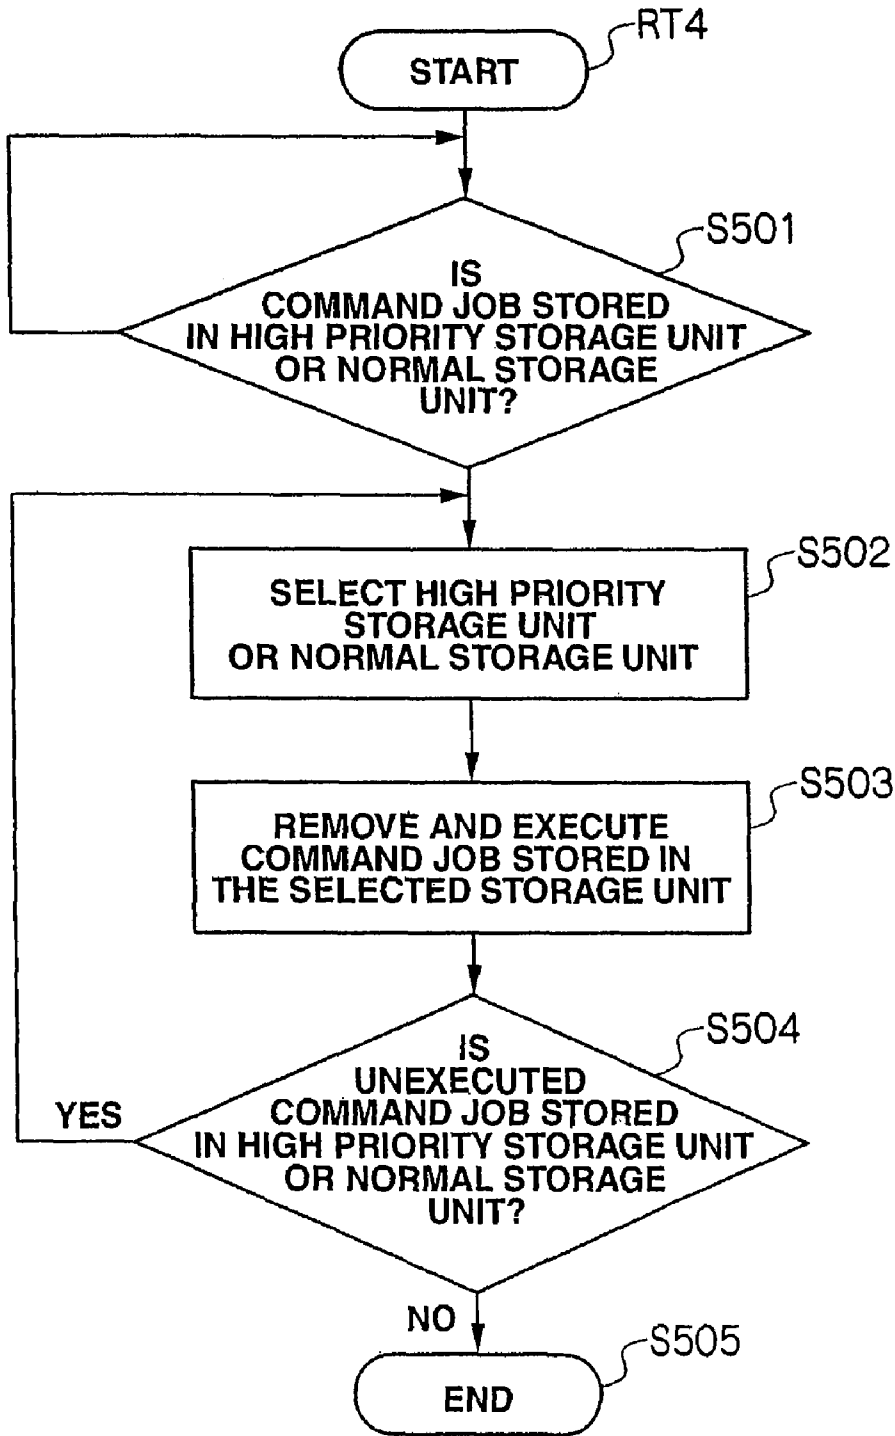 RT4
START
S501
IS
COMMAND JOB STORED
IN HIGH PRIORITY STORAGE UNIT
OR NORMAL STORAGE
UNIT?
S502
SELECT HIGH PRIORITY
STORAGE UNIT
OR NORMAL STORAGE UNIT
S503
REMOVE AND EXECUTE
COMMAND JOB STORED IN
THE SELECTED STORAGE UNIT
S504
IS
UNEXECUTED
COMMAND JOB STORED
IN HIGH PRIORITY STORAGE UNIT
OR NORMAL STORAGE
UNIT?
YES
NO
S505
END